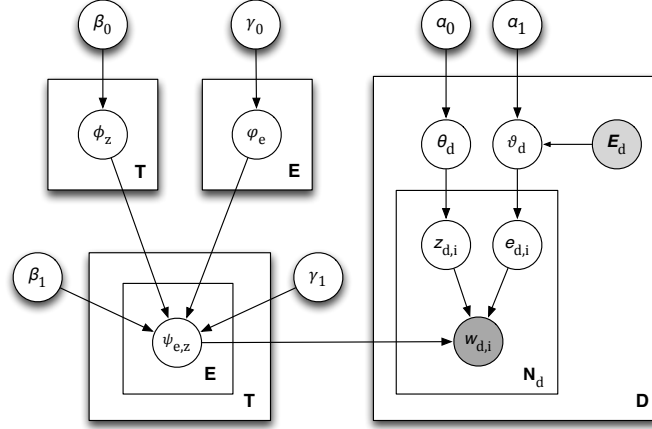 β₀ γ₀ α₀ α₁
ϕz φe θd ϑd Ed
T E
zd,i ed,i
β₁ γ₁
ψe,z wd,i
E Nd
T D